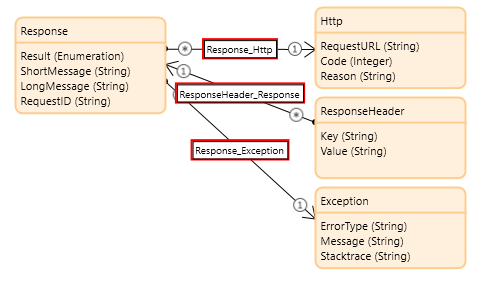 Response
Result (Enumeration)
ShortMessage (String)
LongMessage (String)
RequestID (String)
*
Response_Http
1
Http
RequestURL (String)
Code (Integer)
Reason (String)
1
ResponseHeader_Response
*
ResponseHeader
Key (String)
Value (String)
Response_Exception
1
Exception
ErrorType (String)
Message (String)
Stacktrace (String)